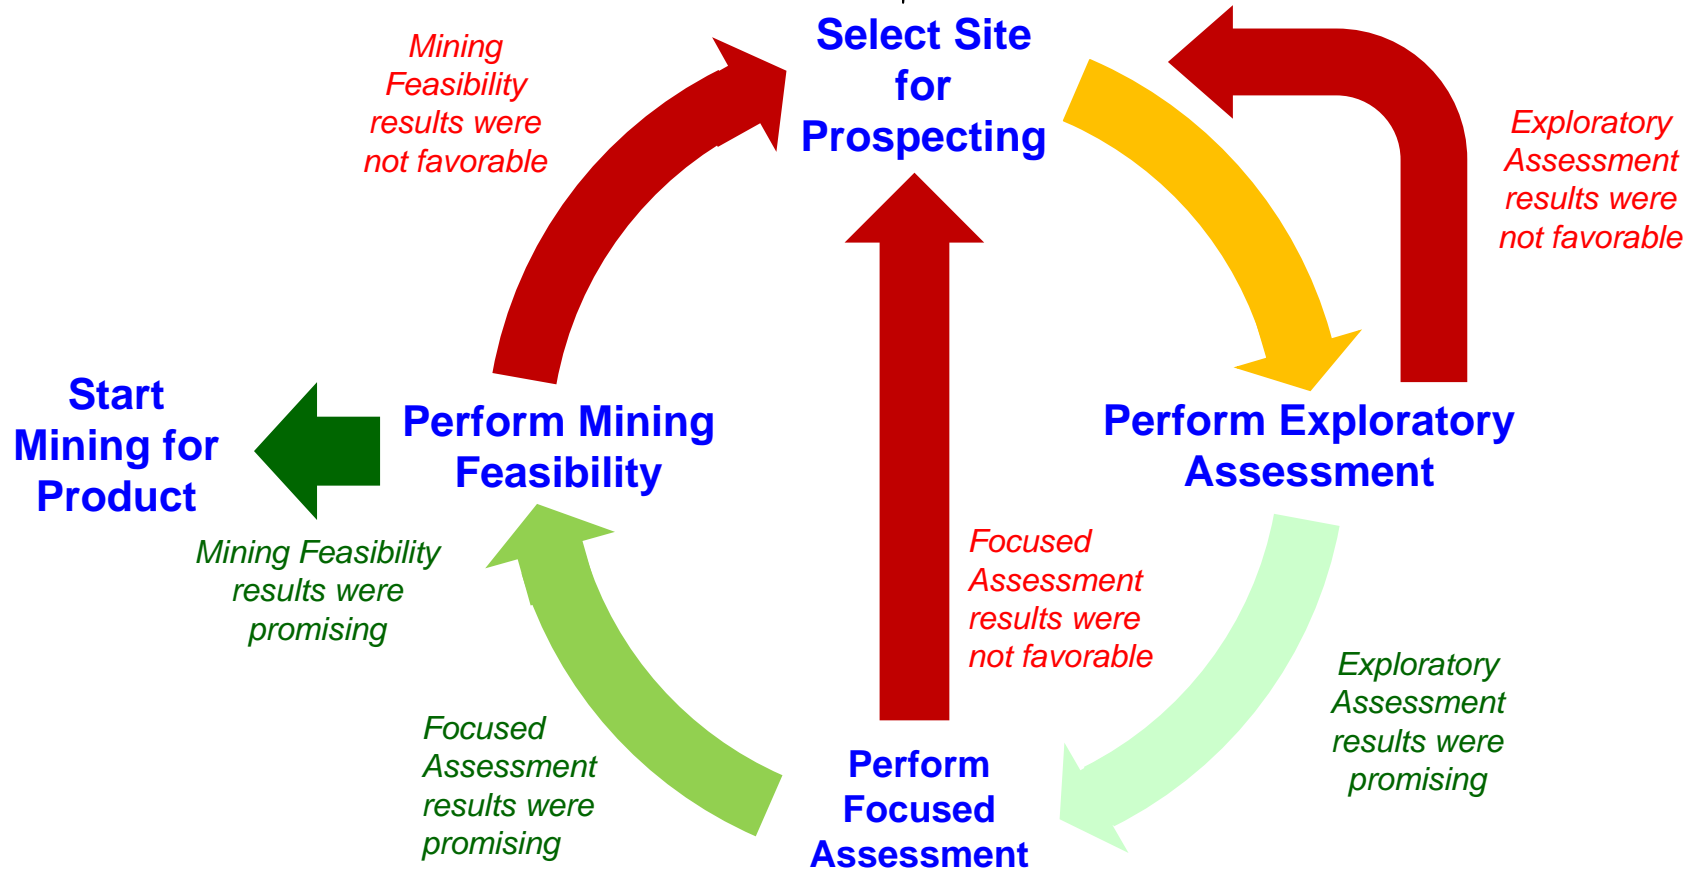 Select Site
for
Prospecting
Mining
Feasibility
results were
not favorable
Exploratory
Assessment
results were
not favorable
Start
Mining for
Product
Perform Mining
Feasibility
Perform Exploratory
Assessment
Mining Feasibility
results were
promising
Focused
Assessment
results were
not favorable
Exploratory
Assessment
results were
promising
Focused
Assessment
results were
promising
Perform
Focused
Assessment